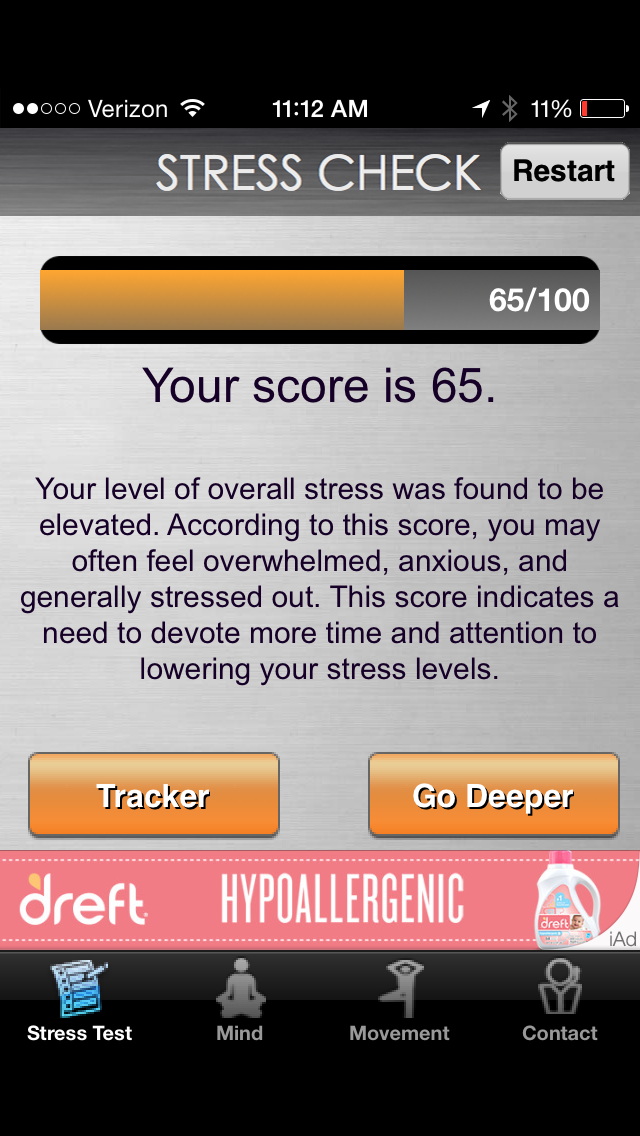 Verizon 11:12 AM 11%
STRESS CHECK Restart
65/100
Your score is 65.
Your level of overall stress was found to be
elevated. According to this score, you may
often feel overwhelmed, anxious, and
generally stressed out. This score indicates a
need to devote more time and attention to
lowering your stress levels.
Tracker Go Deeper
dreft HYPOALLERGENIC dreft
iAd
Stress Test Mind Movement Contact